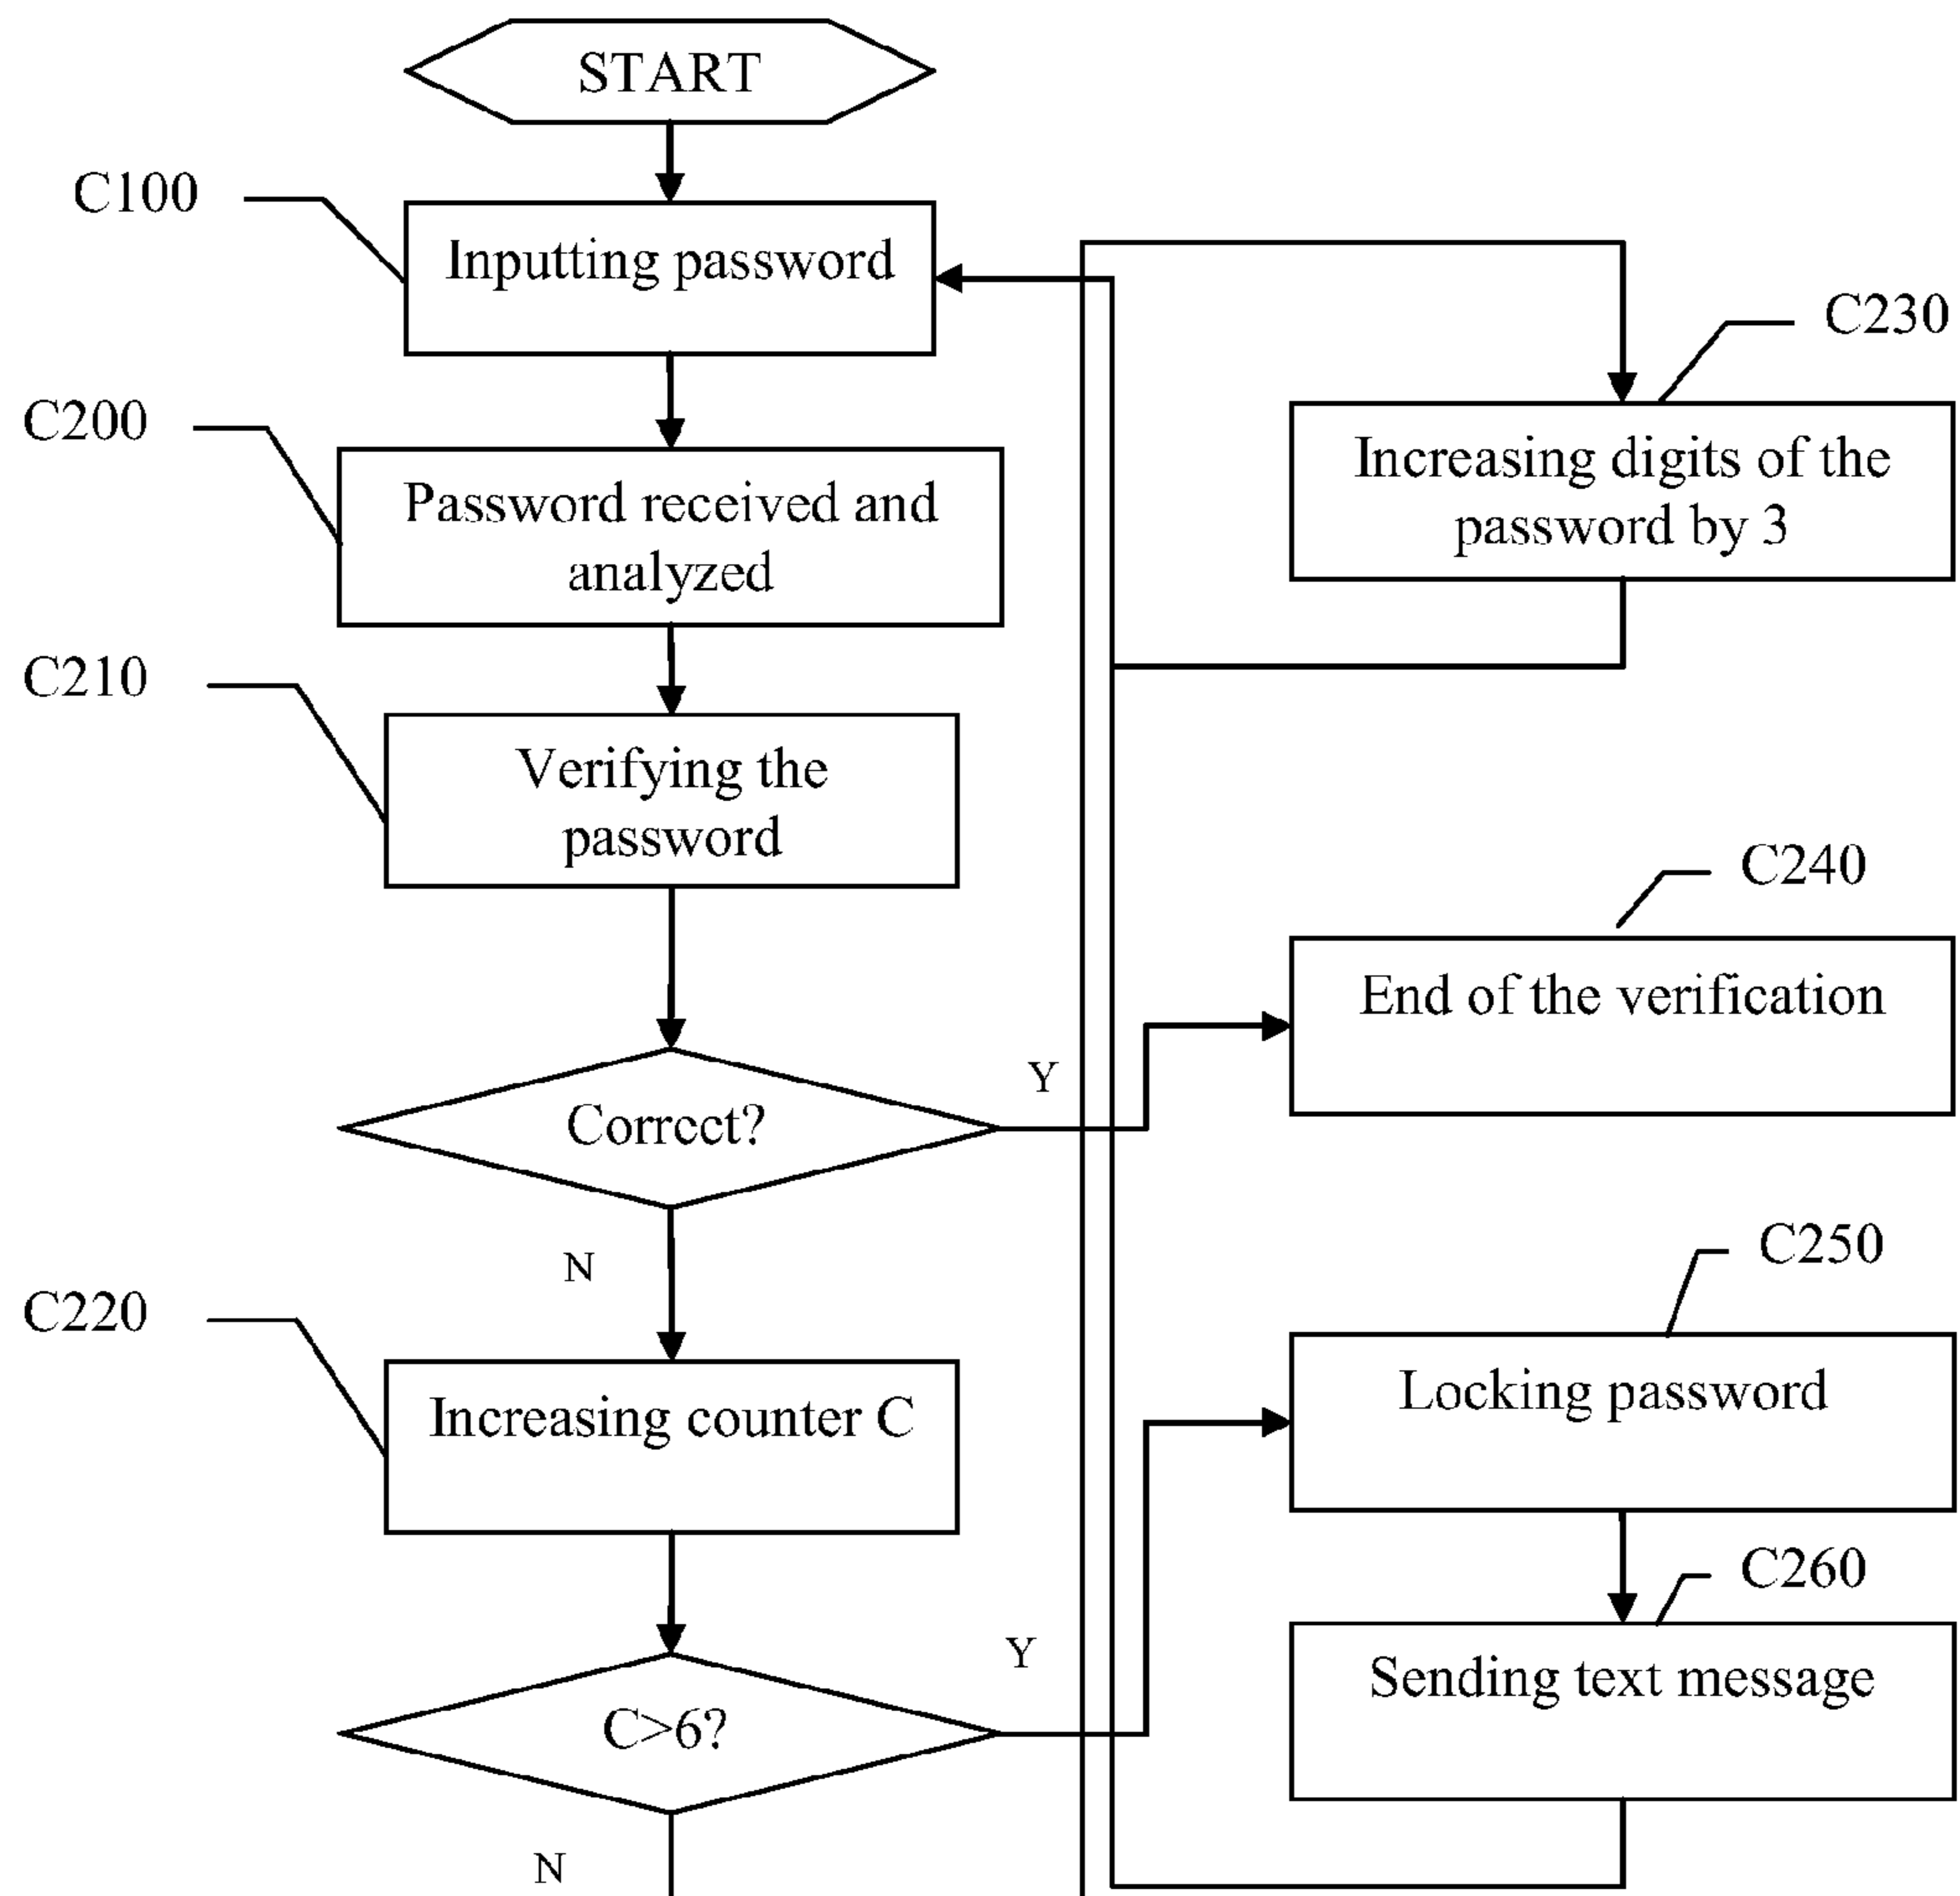 START
C100
Inputting password
C230
Increasing digits of the
password by 3
C200
Password received and
analyzed
C210
Verifying the
password
C240
End of the verification
Correct?
Y
N
C250
Locking password
C220
Increasing counter C
C260
Sending text message
C>6?
Y
N